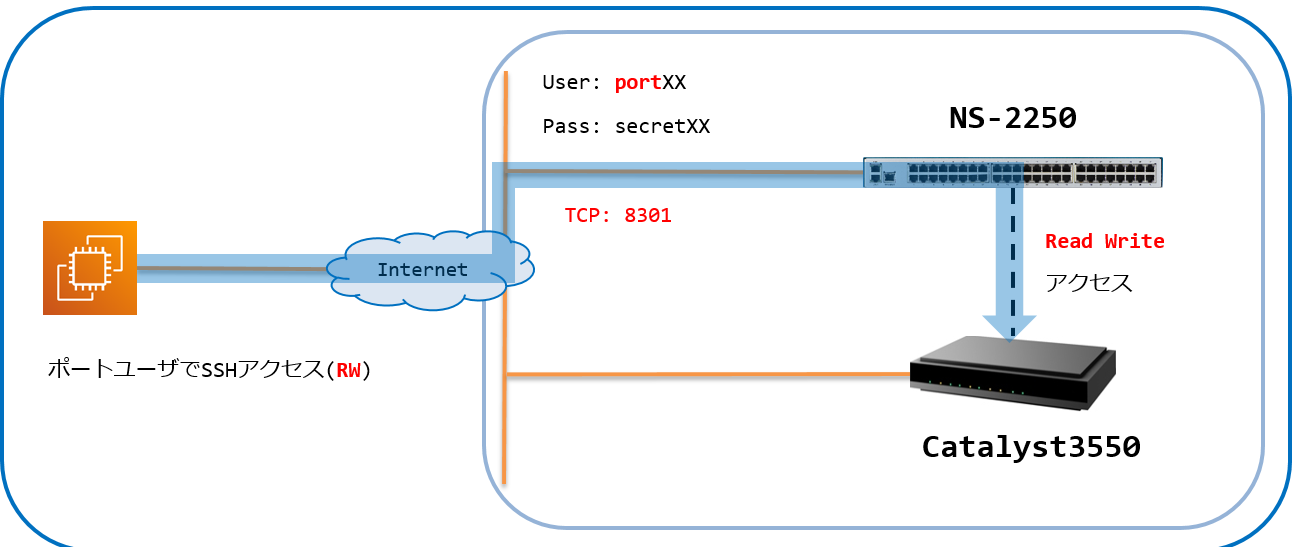 User: portXX
Pass: secretXX
NS-2250
TCP: 8301
Read Write
アクセス
Internet
ポートユーザでSSHアクセス(RW)
Catalyst3550